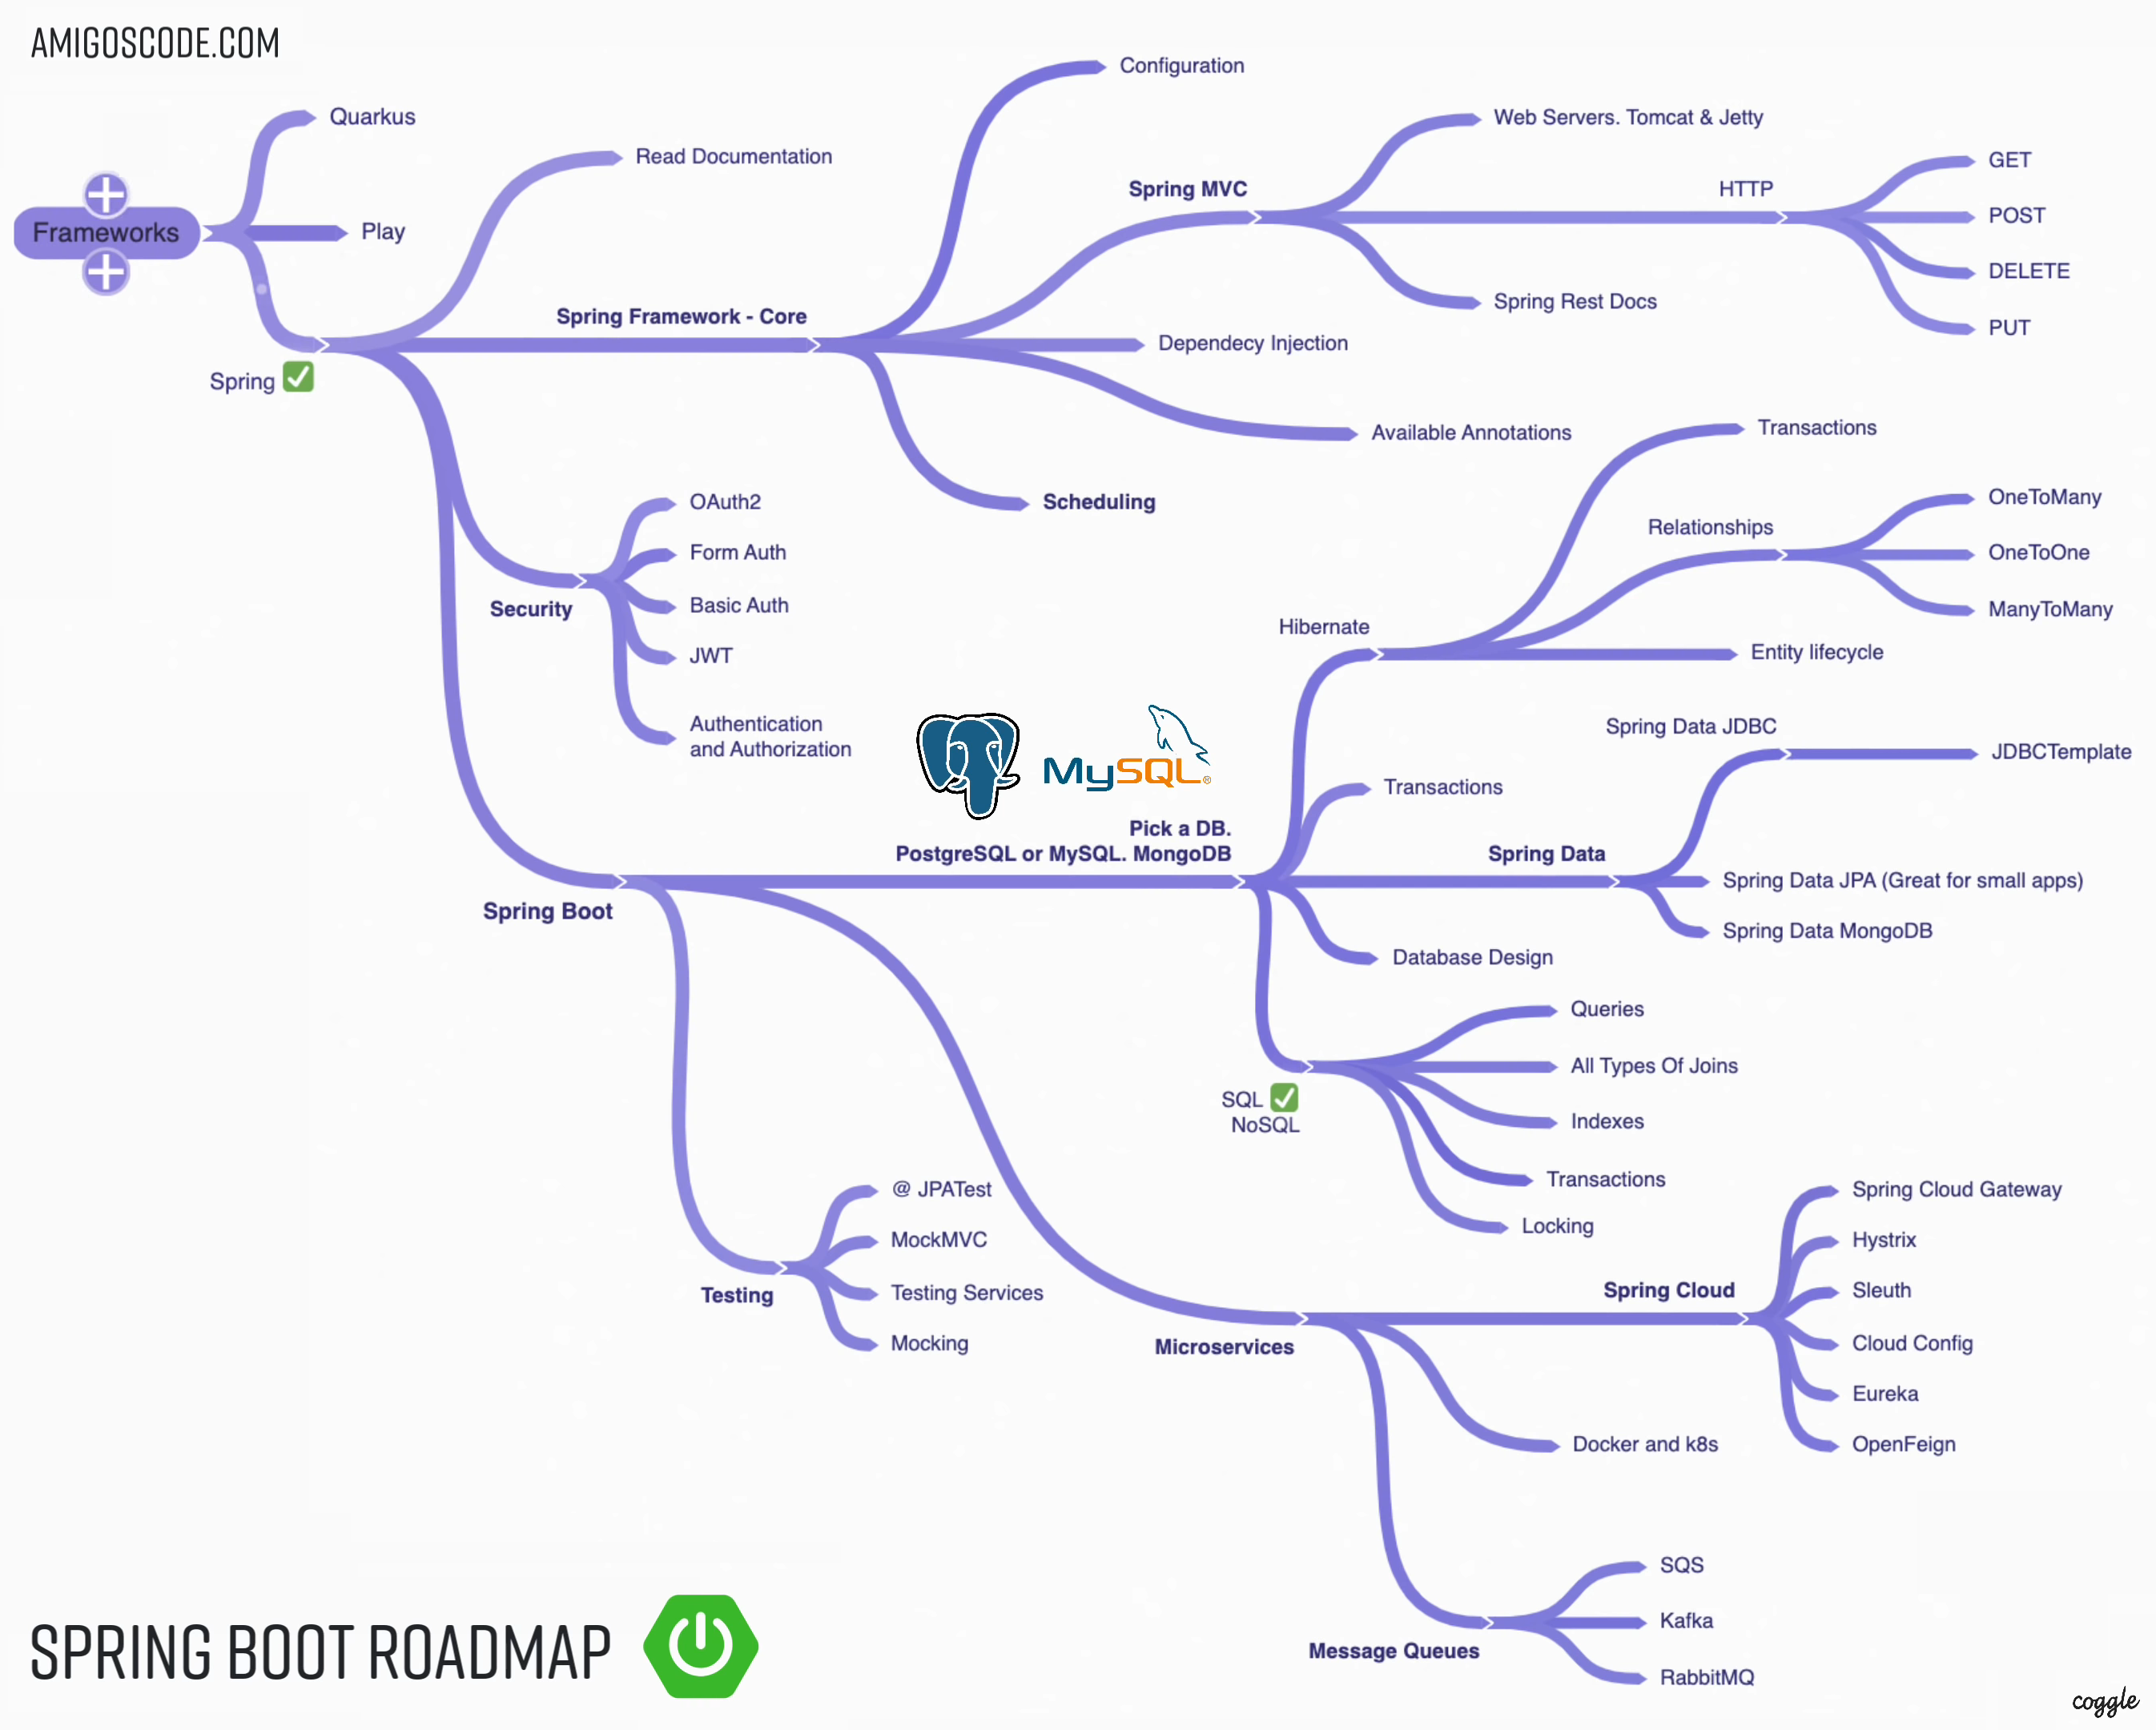 AMIGOSCODE.COM
Frameworks
Quarkus
Play
Spring
Read Documentation
Spring Framework - Core
Configuration
Spring MVC
Web Servers. Tomcat & Jetty
HTTP
GET
POST
DELETE
PUT
Spring Rest Docs
Dependecy Injection
Available Annotations
Scheduling
Security
OAuth2
Form Auth
Basic Auth
JWT
Authentication
and Authorization
Spring Boot
MySQL®
Pick a DB.
PostgreSQL or MySQL. MongoDB
Hibernate
Transactions
Relationships
OneToMany
OneToOne
ManyToMany
Entity lifecycle
Transactions
Spring Data
Spring Data JDBC
JDBCTemplate
Spring Data JPA (Great for small apps)
Spring Data MongoDB
Database Design
SQL
NoSQL
Queries
All Types Of Joins
Indexes
Transactions
Locking
Testing
@ JPATest
MockMVC
Testing Services
Mocking
Microservices
Spring Cloud
Spring Cloud Gateway
Hystrix
Sleuth
Cloud Config
Eureka
OpenFeign
Docker and k8s
Message Queues
SQS
Kafka
RabbitMQ
SPRING BOOT ROADMAP
coggle